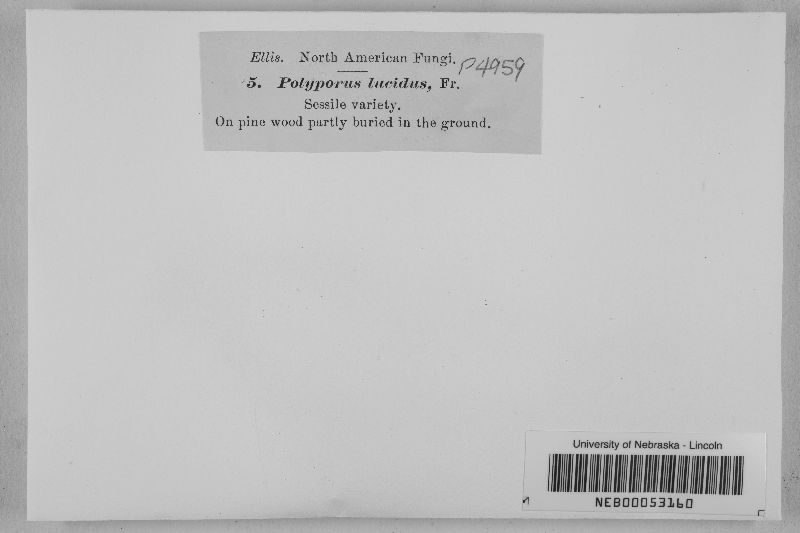 Ellis. North American Fungi. P4959
5. Polyporus lucidus, Fr.
Sessile variety.
On pine wood partly buried in the ground.
University of Nebraska - Lincoln
NEB00053160